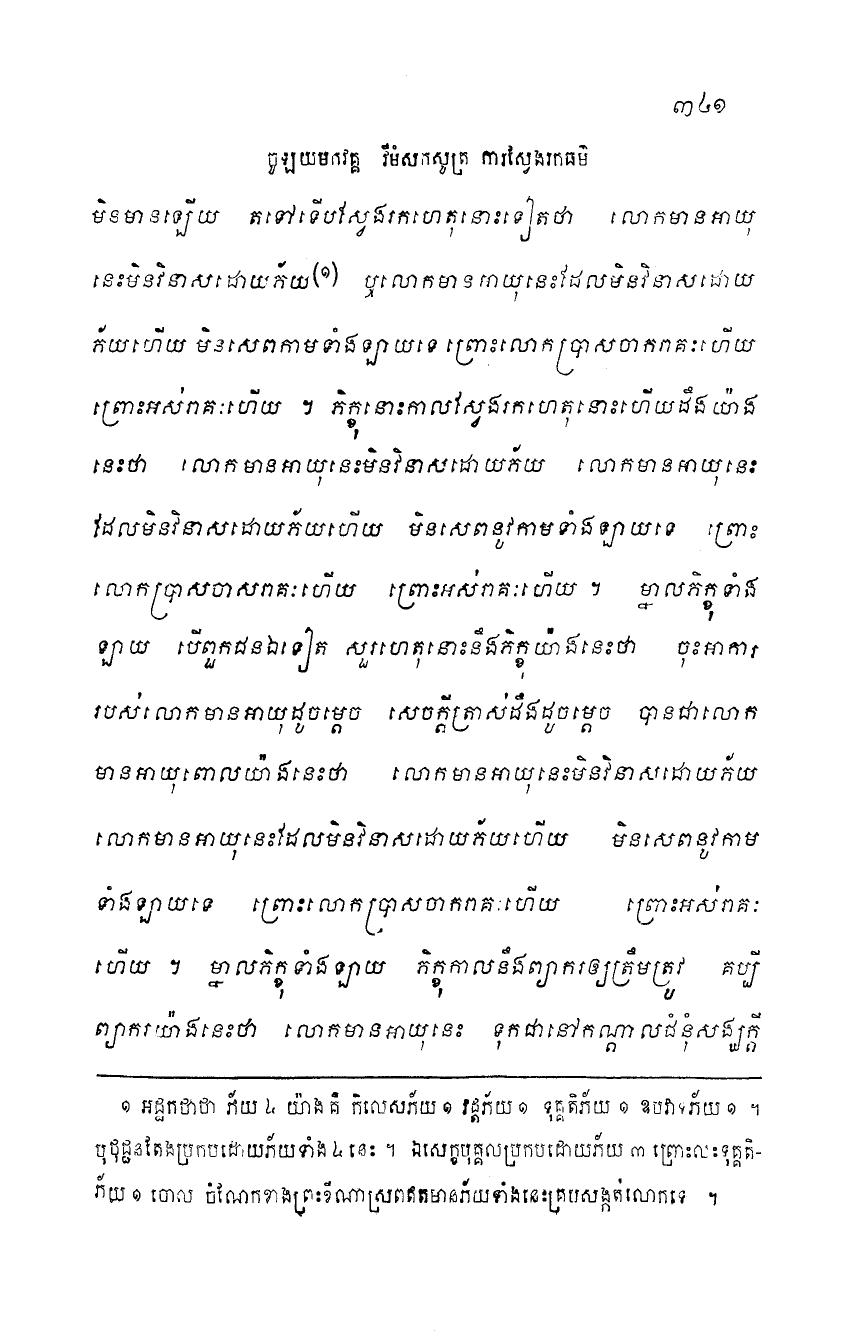 ៣៤១
ចូឡយមកវគ្គ វីមំសកសូត្រ ការស្វែងរកធម៌
មិនមានឡើយ តទៅទើបស្វែងរកហេតុនោះទៀតថា លោកមានអាយុ
នេះមិនវិនាសដោយភ័យ(១) ឬលោកមានអាយុនេះដែលមិនវិនាសដោយ
ភ័យហើយ មិនសេពកាមទាំងឡាយទេ ព្រោះលោកប្រាសចាករាគៈហើយ
ព្រោះអស់រាគៈហើយ ។ ភិក្ខុនោះកាលស្វែងរកហេតុនោះហើយដឹងយ៉ាង
នេះថា លោកមានអាយុនេះមិនវិនាសដោយភ័យ លោកមានអាយុនេះ
ដែលមិនវិនាសដោយភ័យហើយ មិនសេពនូវកាមទាំងឡាយទេ ព្រោះ
លោកប្រាសចាសរាគៈហើយ ព្រោះអស់រាគៈហើយ ។ ម្នាលភិក្ខុទាំង
ឡាយ បើពួកជនឯទៀត សួរហេតុនោះនឹងភិក្ខុយ៉ាងនេះថា ចុះអាការ
របស់លោកមានអាយុដូចម្តេច សេចក្តីត្រាស់ដឹងដូចម្តេច បានជាលោក
មានអាយុពោលយ៉ាងនេះថា លោកមានអាយុនេះមិនវិនាសដោយភ័យ
លោកមានអាយុនេះដែលមិនវិនាសដោយភ័យហើយ មិនសេពនូវកាម
ទាំងឡាយទេ ព្រោះលោកប្រាសចាករាគៈហើយ ព្រោះអស់រាគៈ
ហើយ ។ ម្នាលភិក្ខុទាំងឡាយ ភិក្ខុកាលនឹងព្យាករឲ្យត្រឹមត្រូវ គប្បី
ព្យាករយ៉ាងនេះថា លោកមានអាយុនេះ ទុកជានៅកណ្តាលជំនុំសង្ឃក្តី
១ អដ្ឋកថាថា ភ័យ ៤ យ៉ាងគឺ កិលេសភ័យ ១ វដ្តភ័យ ១ ទុគ្គតិភ័យ ១ ឧបវាទភ័យ ១ ។
ឬថុជ្ជនតែងប្រកបដោយភ័យទាំង ៤ នេះ ។ ឯសេក្ខបុគ្គលប្រកបដោយភ័យ ៣ ព្រោះលះទុគ្គតិ-
ភ័យ ១ ចោល ចំណែកខាងព្រះខីណាស្រពឥតមានភ័យទាំងនេះគ្របសង្កត់លោកទេ ។